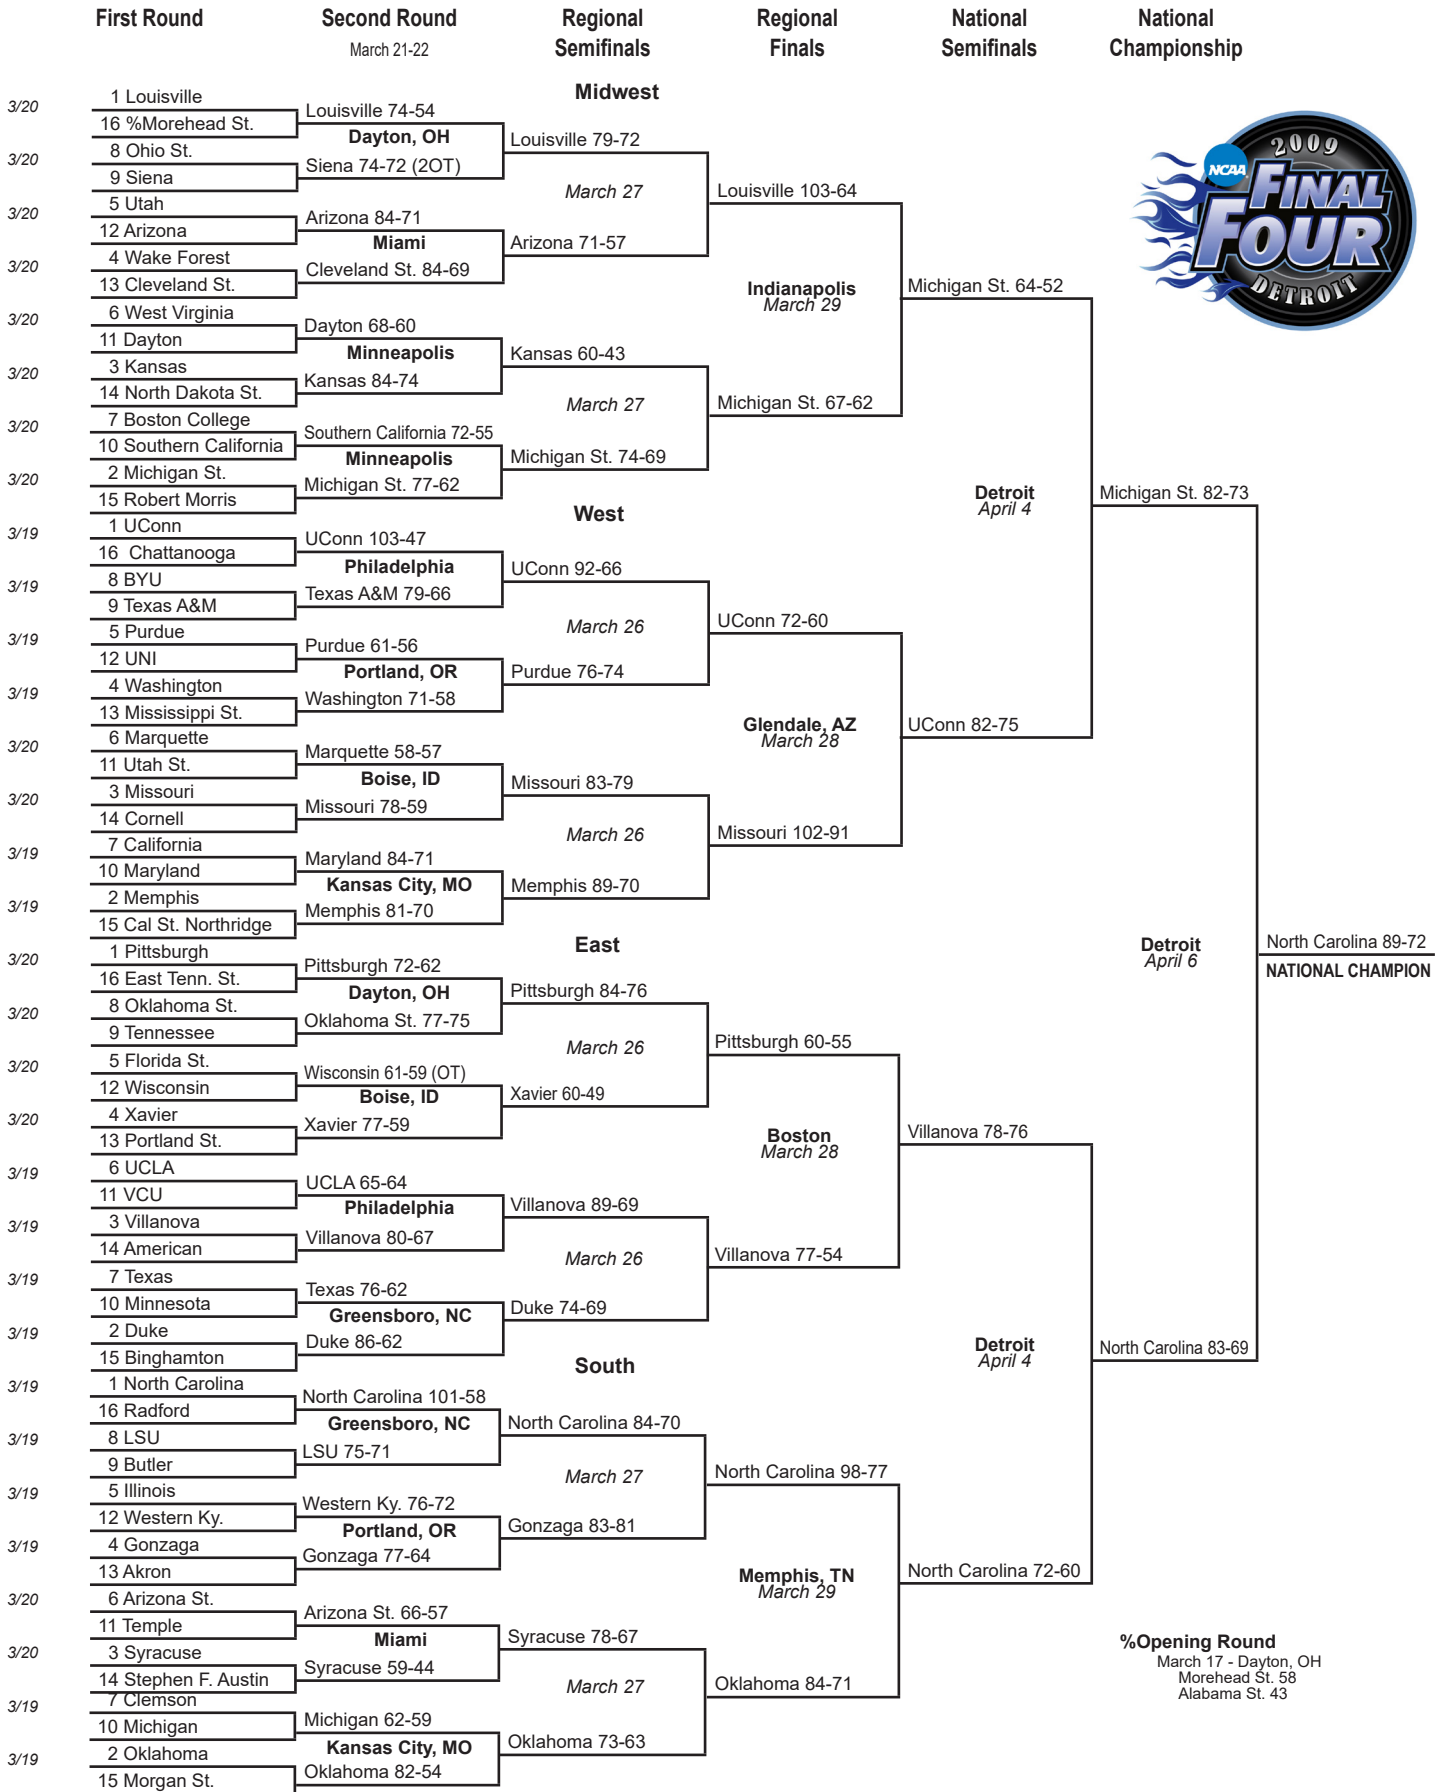 First Round
Second Round
March 21-22
Regional
Semifinals
Regional
Finals
National
Semifinals
National
Championship
2009
NCAA
FINAL
FOUR
DETROIT
Midwest
3/20
1 Louisville
16 %Morehead St.
3/20
8 Ohio St.
9 Siena
3/20
5 Utah
12 Arizona
3/20
4 Wake Forest
13 Cleveland St.
3/20
6 West Virginia
11 Dayton
3/20
3 Kansas
14 North Dakota St.
3/20
7 Boston College
10 Southern California
3/20
2 Michigan St.
15 Robert Morris
Louisville 74-54
Dayton, OH
Siena 74-72 (2OT)
Arizona 84-71
Miami
Cleveland St. 84-69
Dayton 68-60
Minneapolis
Kansas 84-74
Southern California 72-55
Minneapolis
Michigan St. 77-62
Louisville 79-72
March 27
Arizona 71-57
Kansas 60-43
March 27
Michigan St. 74-69
Louisville 103-64
Indianapolis
March 29
Michigan St. 67-62
Michigan St. 64-52
West
3/19
1 UConn
16 Chattanooga
3/19
8 BYU
9 Texas A&M
3/19
5 Purdue
12 UNI
3/19
4 Washington
13 Mississippi St.
3/20
6 Marquette
11 Utah St.
3/20
3 Missouri
14 Cornell
3/19
7 California
10 Maryland
3/19
2 Memphis
15 Cal St. Northridge
UConn 103-47
Philadelphia
Texas A&M 79-66
Purdue 61-56
Portland, OR
Washington 71-58
Marquette 58-57
Boise, ID
Missouri 78-59
Maryland 84-71
Kansas City, MO
Memphis 81-70
UConn 92-66
March 26
Purdue 76-74
Missouri 83-79
March 26
Memphis 89-70
UConn 72-60
Glendale, AZ
March 28
Missouri 102-91
UConn 82-75
Detroit
April 4
Michigan St. 82-73
East
3/20
1 Pittsburgh
16 East Tenn. St.
3/20
8 Oklahoma St.
9 Tennessee
3/20
5 Florida St.
12 Wisconsin
3/20
4 Xavier
13 Portland St.
3/19
6 UCLA
11 VCU
3/19
3 Villanova
14 American
3/19
7 Texas
10 Minnesota
3/19
2 Duke
15 Binghamton
Pittsburgh 72-62
Dayton, OH
Oklahoma St. 77-75
Wisconsin 61-59 (OT)
Boise, ID
Xavier 77-59
UCLA 65-64
Philadelphia
Villanova 80-67
Texas 76-62
Greensboro, NC
Duke 86-62
Pittsburgh 84-76
March 26
Xavier 60-49
Villanova 89-69
March 26
Duke 74-69
Pittsburgh 60-55
Boston
March 28
Villanova 77-54
Villanova 78-76
South
3/19
1 North Carolina
16 Radford
3/19
8 LSU
9 Butler
3/19
5 Illinois
12 Western Ky.
3/19
4 Gonzaga
13 Akron
3/20
6 Arizona St.
11 Temple
3/20
3 Syracuse
14 Stephen F. Austin
3/19
7 Clemson
10 Michigan
3/19
2 Oklahoma
15 Morgan St.
North Carolina 101-58
Greensboro, NC
LSU 75-71
Western Ky. 76-72
Portland, OR
Gonzaga 77-64
Arizona St. 66-57
Miami
Syracuse 59-44
Michigan 62-59
Kansas City, MO
Oklahoma 82-54
North Carolina 84-70
March 27
Gonzaga 83-81
Syracuse 78-67
March 27
Oklahoma 73-63
North Carolina 98-77
Memphis, TN
March 29
Oklahoma 84-71
North Carolina 72-60
Detroit
April 4
North Carolina 83-69
Detroit
April 6
North Carolina 89-72
NATIONAL CHAMPION
%Opening Round
March 17 - Dayton, OH
Morehead St. 58
Alabama St. 43